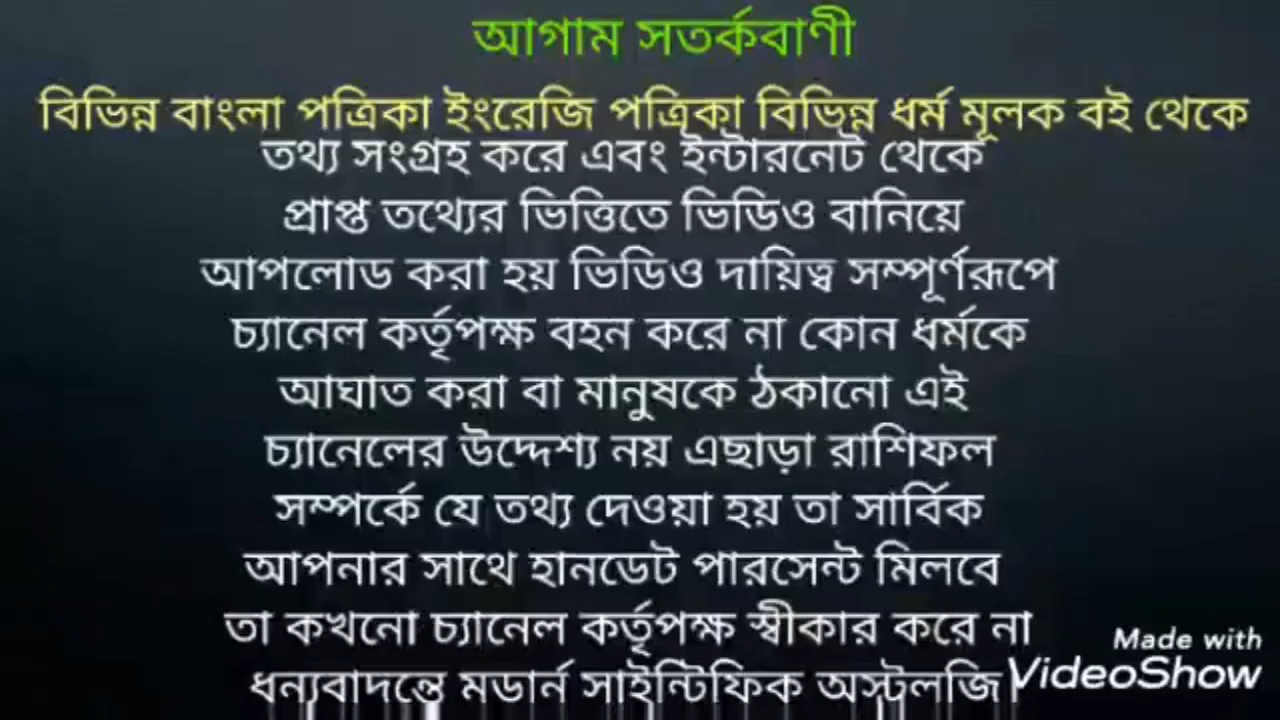 আগাম সতর্কবাণী
বিভিন্ন বাংলা পত্রিকা ইংরেজি পত্রিকা বিভিন্ন ধর্ম মূলক বই থেকে
তথ্য সংগ্রহ করে এবং ইন্টারনেট থেকে
প্রাপ্ত তথ্যের ভিত্তিতে ভিডিও বানিয়ে
আপলোড করা হয় ভিডিও দায়িত্ব সম্পূর্ণরূপে
চ্যানেল কর্তৃপক্ষ বহন করে না কোন ধর্মকে
আঘাত করা বা মানুষকে ঠকানো এই
চ্যানেলের উদ্দেশ্য নয় এছাড়া রাশিফল
সম্পর্কে যে তথ্য দেওয়া হয় তা সার্বিক
আপনার সাথে হানডেট পারসেন্ট মিলবে
তা কখনো চ্যানেল কর্তৃপক্ষ স্বীকার করে না
ধন্যবাদন্তে মডার্ন সাইন্টিফিক অস্ট্রলজি।
Made with
VideoShow